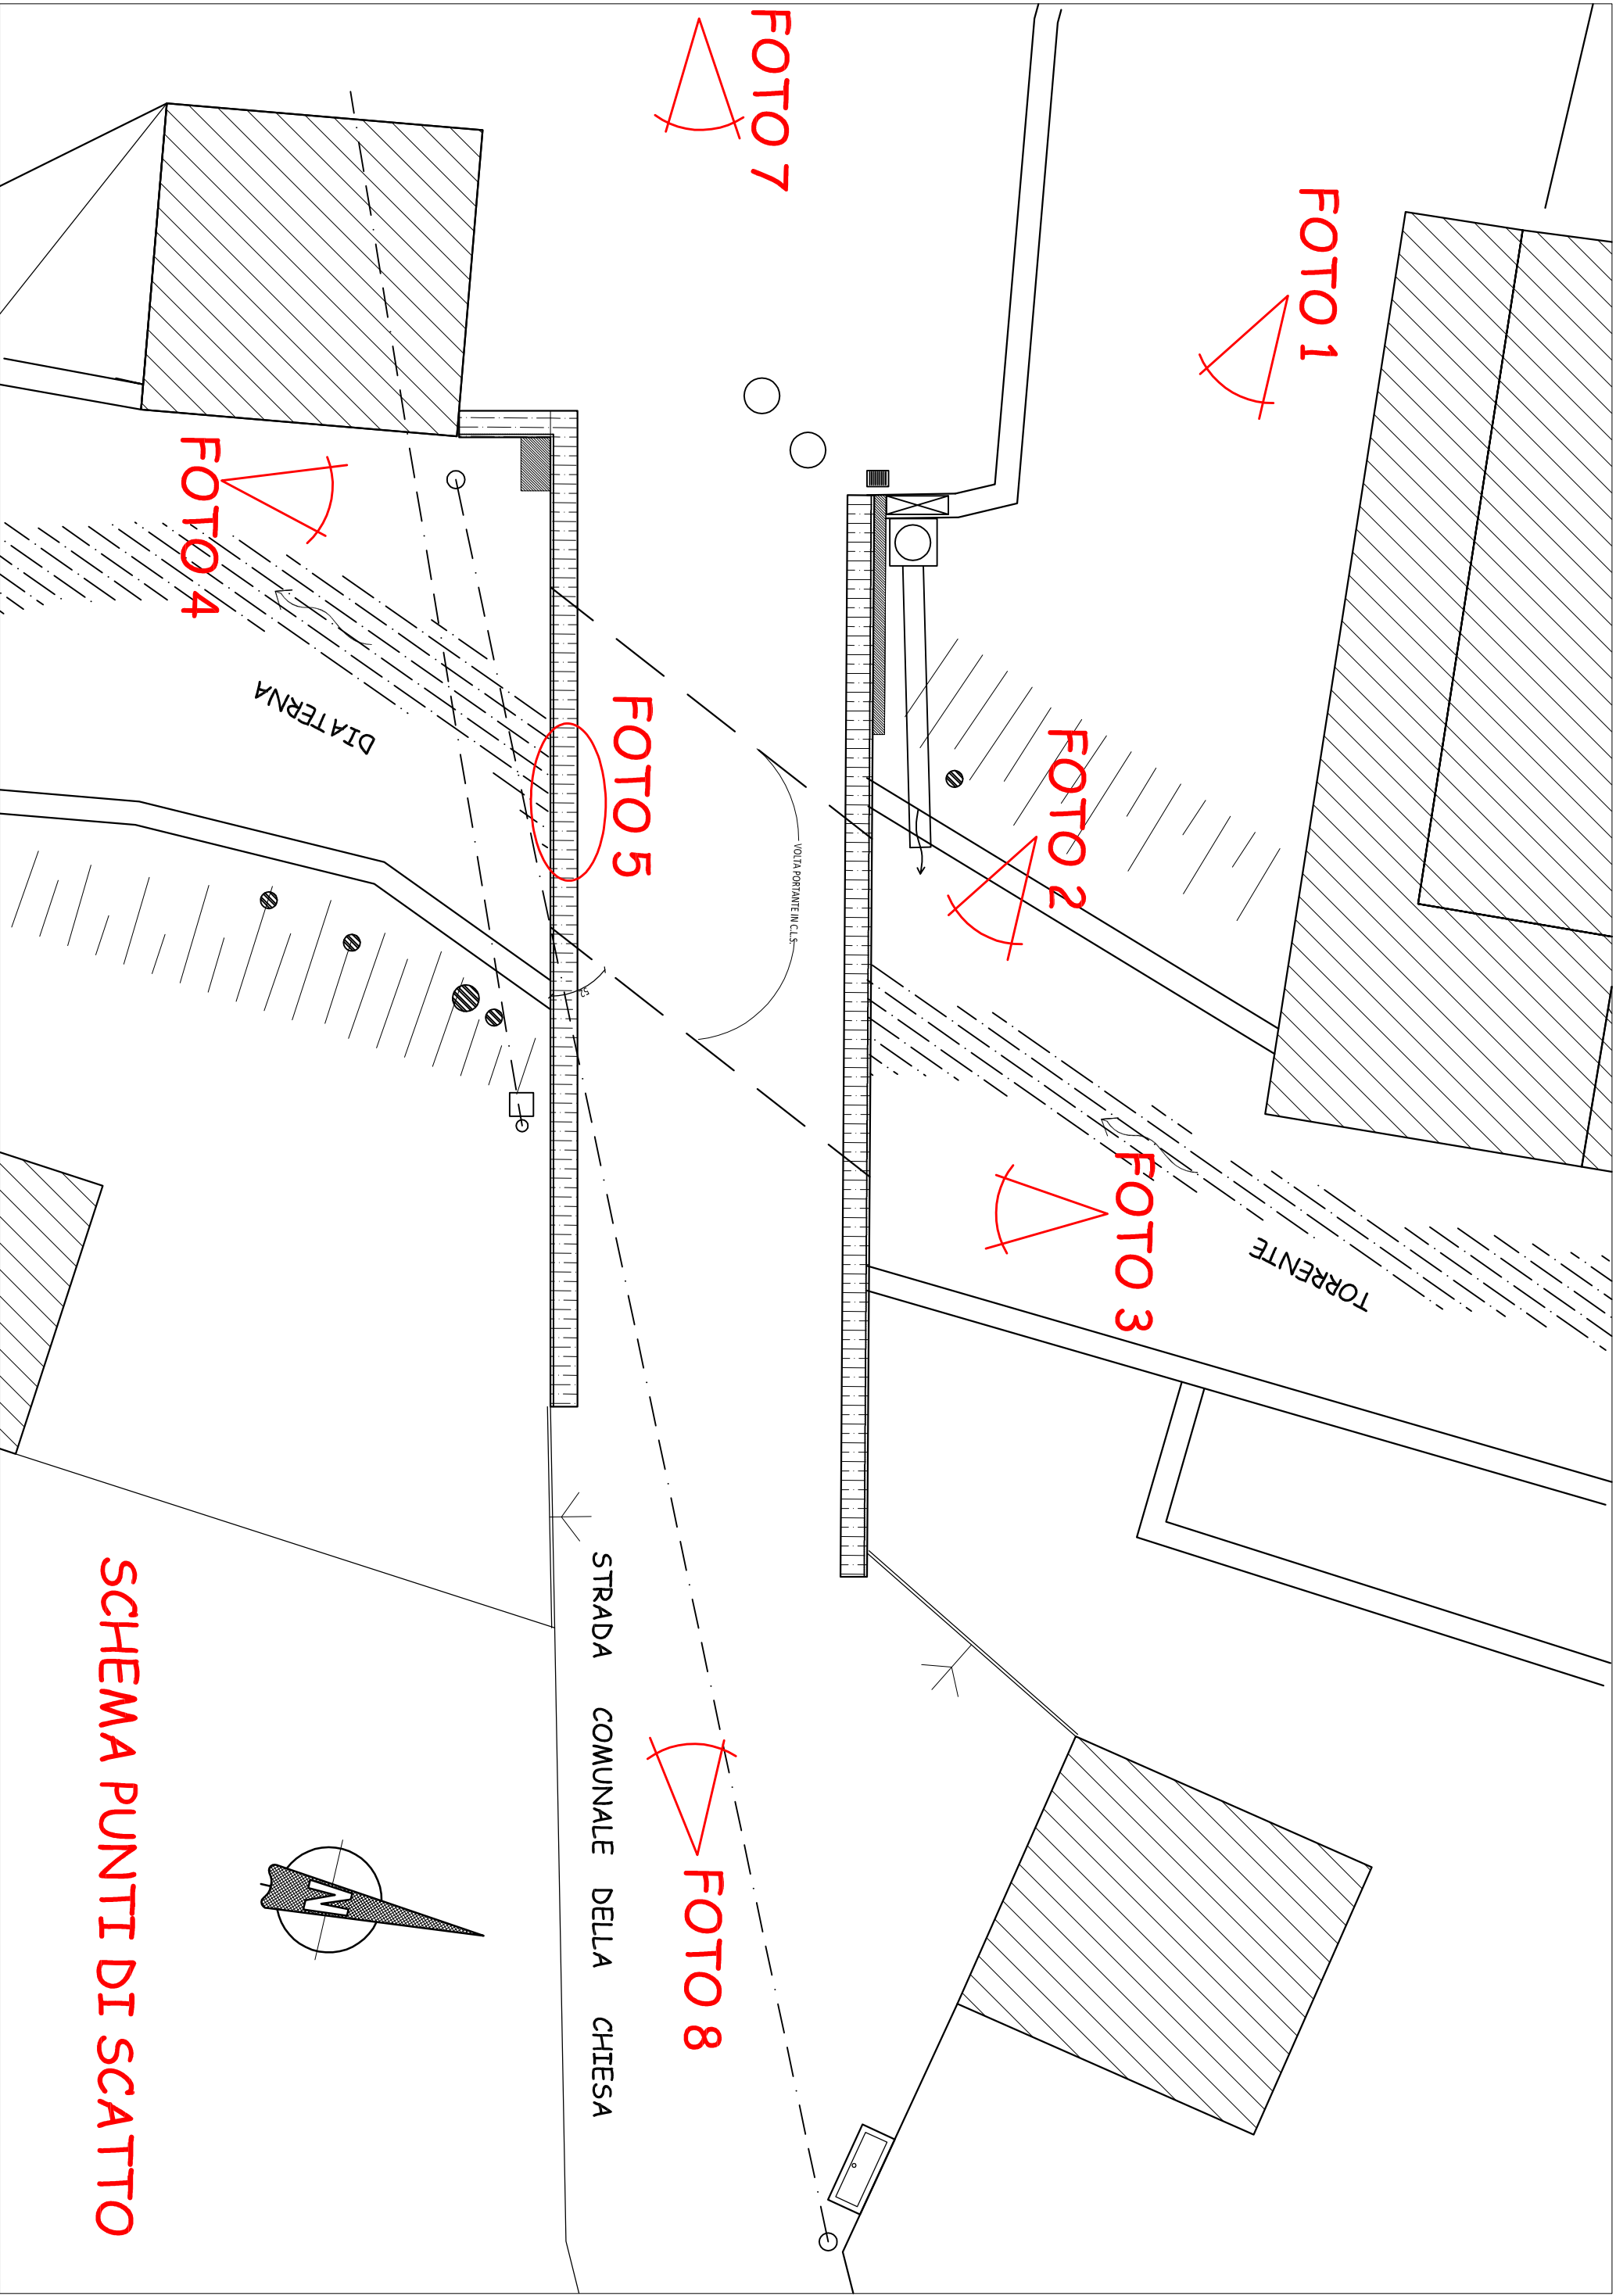 FOTO 1
FOTO 7
FOTO 2
FOTO 3
TORRENTE
VOLTA PORTANTE IN C.L.S.
FOTO 8
FOTO 5
STRADA COMUNALE DELLA CHIESA
DIATERNA
FOTO 4
N
SCHEMA PUNTI DI SCATTO